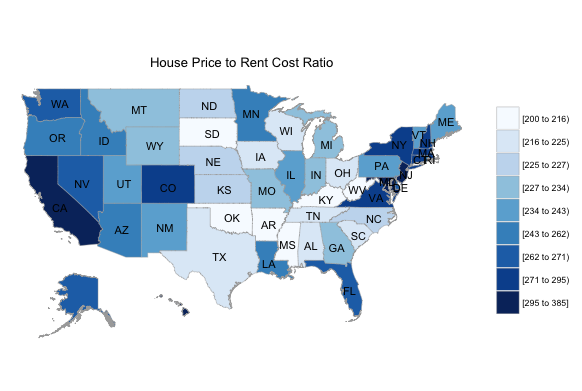 House Price to Rent Cost Ratio
WA
MT
ND
MN
ME
OR
ID
WY
SD
WI
MI
VT
NH
NY
MA
CT
RI
NV
UT
CO
NE
IA
IL
IN
OH
PA
NJ
MD
DE
CA
KS
MO
KY
WV
VA
AZ
NM
OK
AR
TN
NC
SC
TX
LA
MS
AL
GA
FL
[200 to 216)
[216 to 225)
[225 to 227)
[227 to 234)
[234 to 243)
[243 to 262)
[262 to 271)
[271 to 295)
[295 to 385]